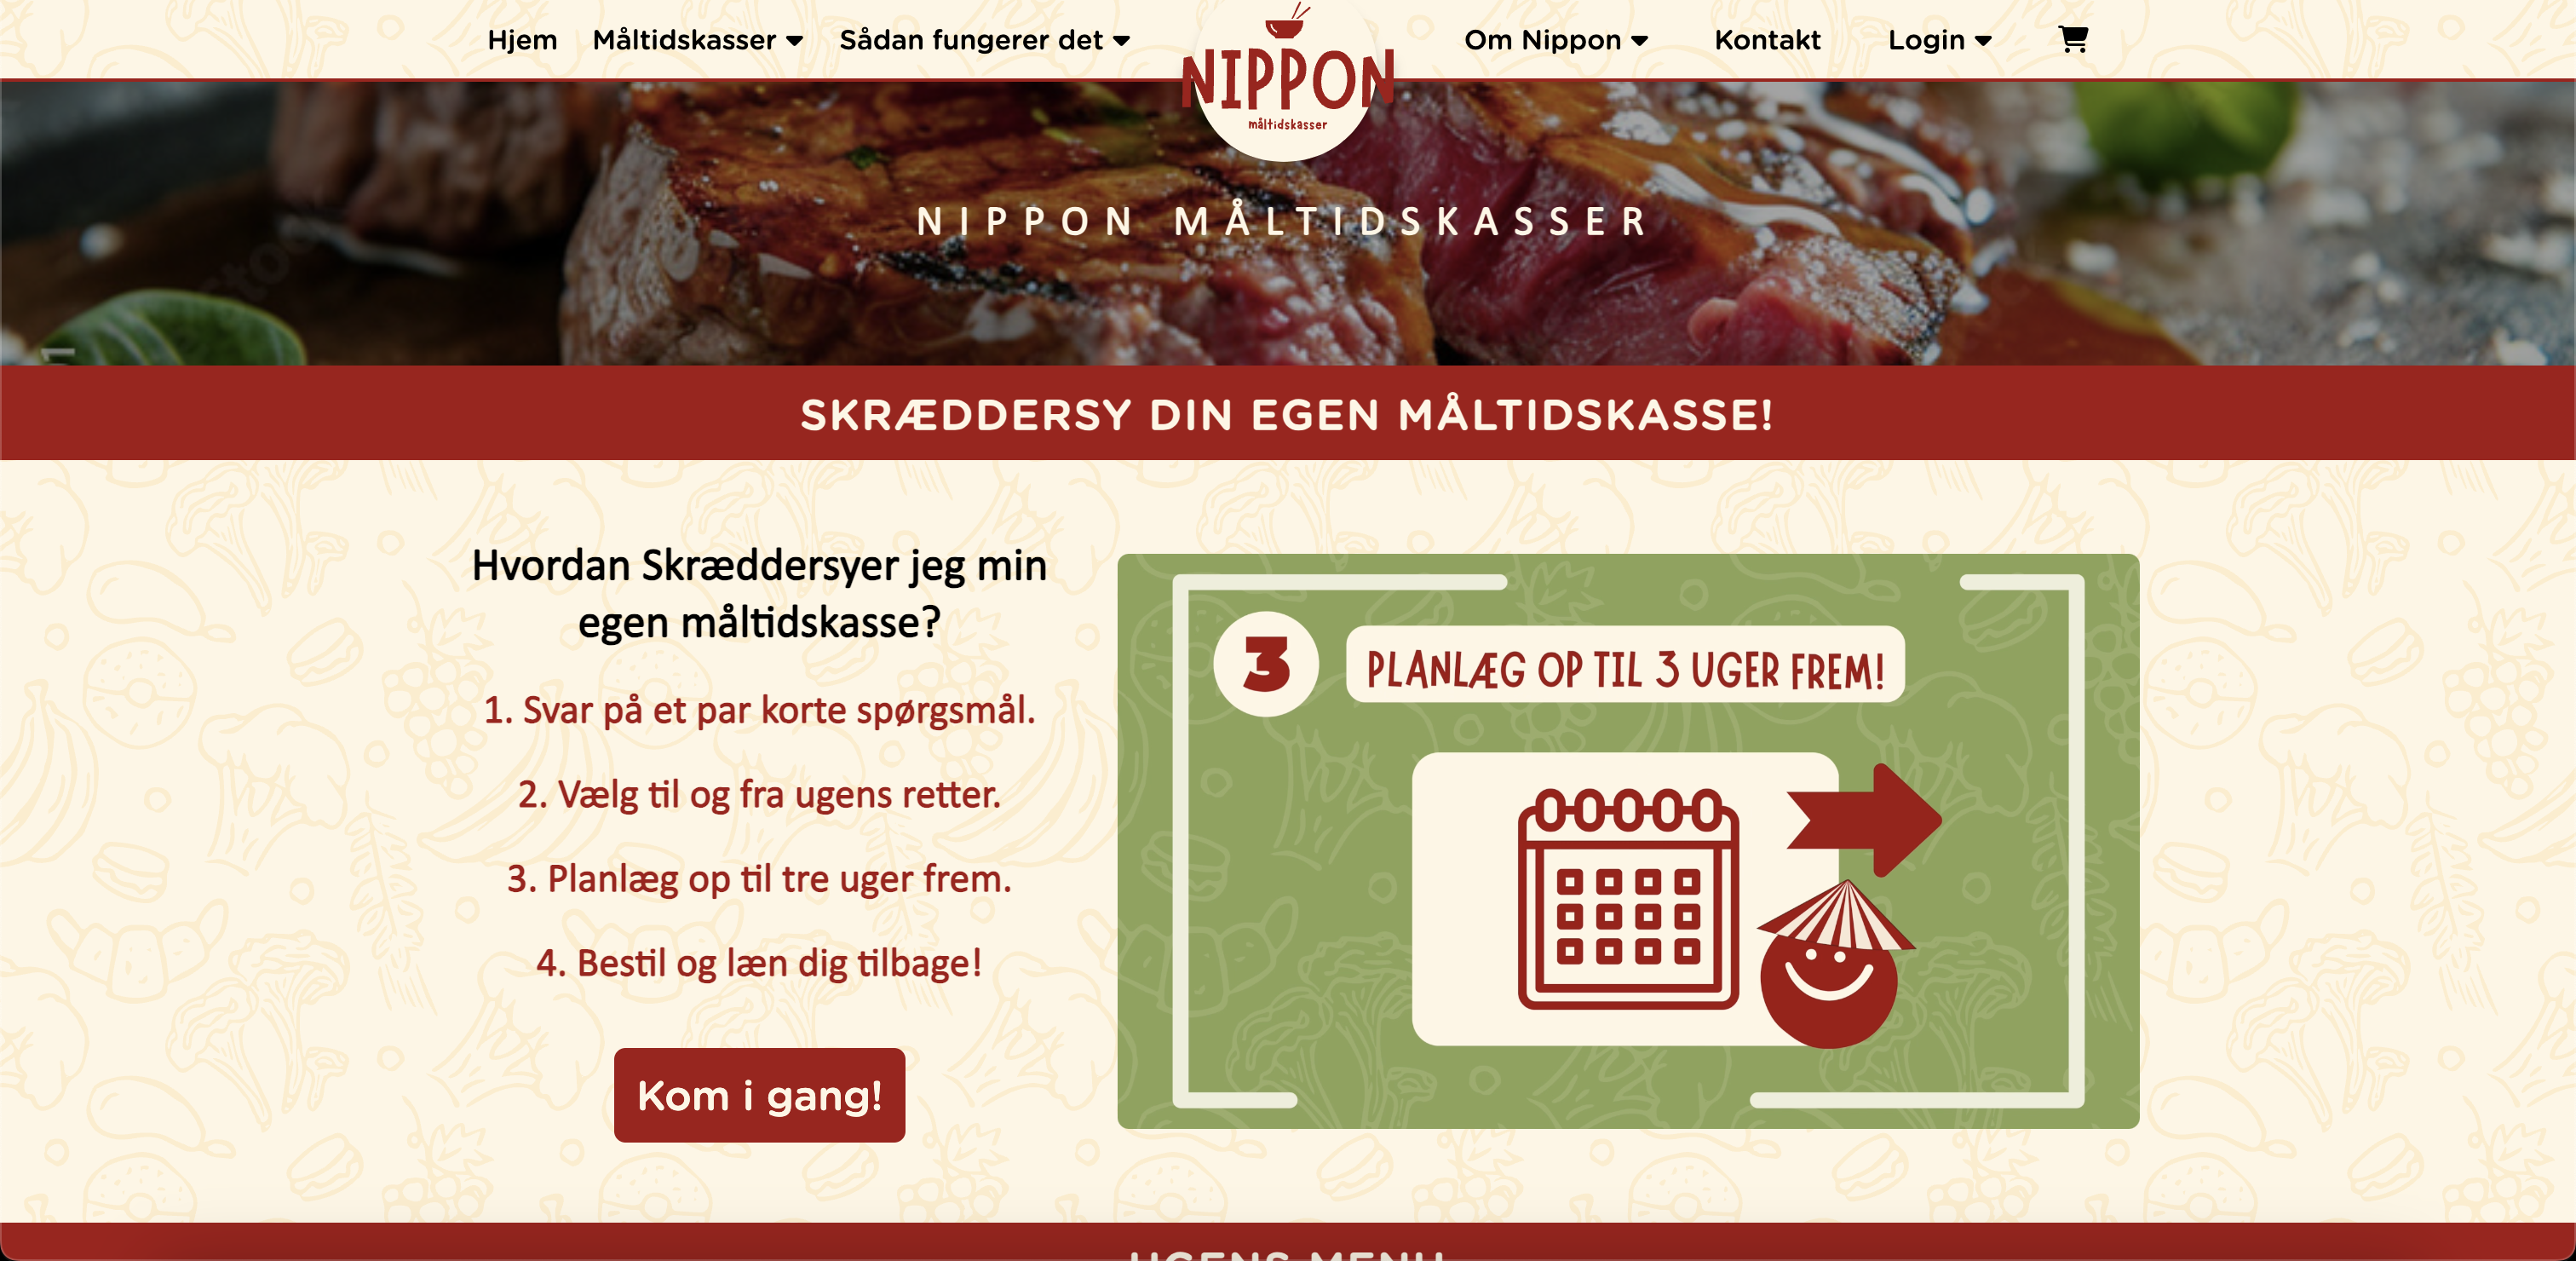 Hjem
Måltidskasser
Sådan fungerer det
NIPPON
måltidskasser
Om Nippon
Kontakt
Login
NIPPON MÅLTIDSKASSER
SKRÆDDERSY DIN EGEN MÅLTIDSKASSE!
Hvordan Skræddersyer jeg min
egen måltidskasse?
1. Svar på et par korte spørgsmål.
2. Vælg til og fra ugens retter.
3. Planlæg op til tre uger frem.
4. Bestil og læn dig tilbage!
Kom i gang!
3
PLANLÆG OP TIL 3 UGER FREM!
UGENS MENU